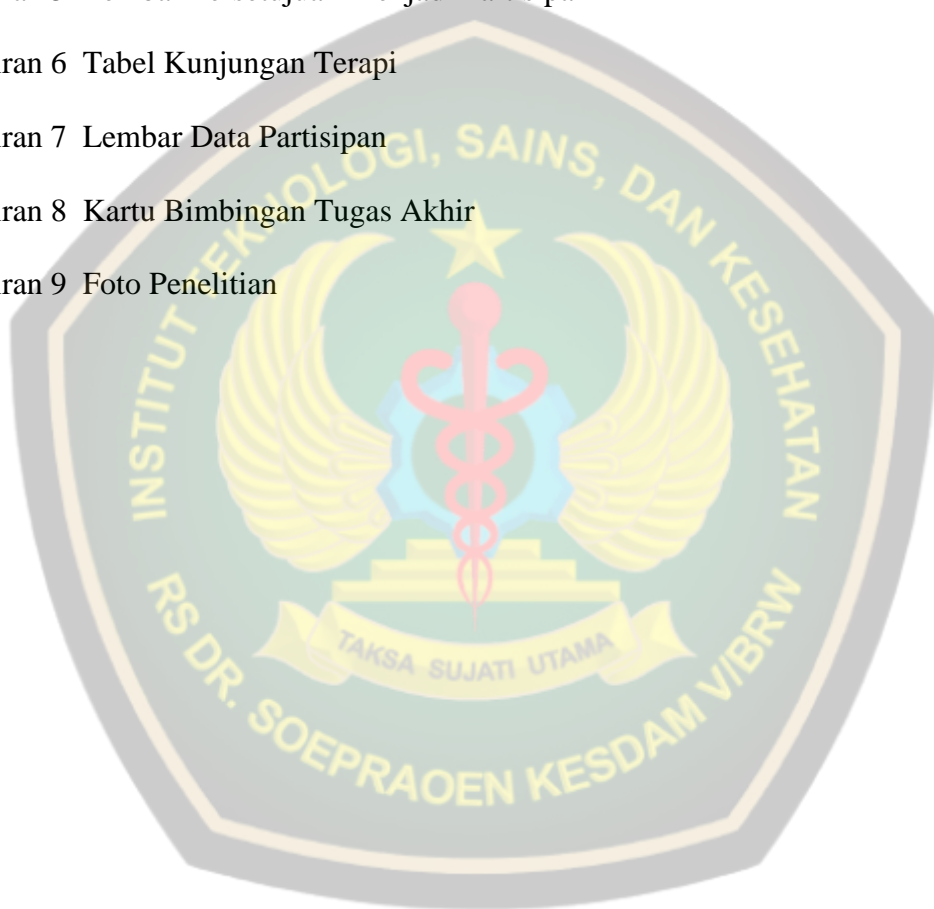 ran 6 Tabel Kunjungan Terapi
ran 7 Lembar Data Partisipan
ran 8 Kartu Bimbingan Tugas Akhir
ran 9 Foto Penelitian
INSTITUT TEKNOLOGI, SAINS, DAN KESEHATAN
TAKSA SUJATI UTAMA
RS DR. SOEPRAOEN KESDAM V/BRW